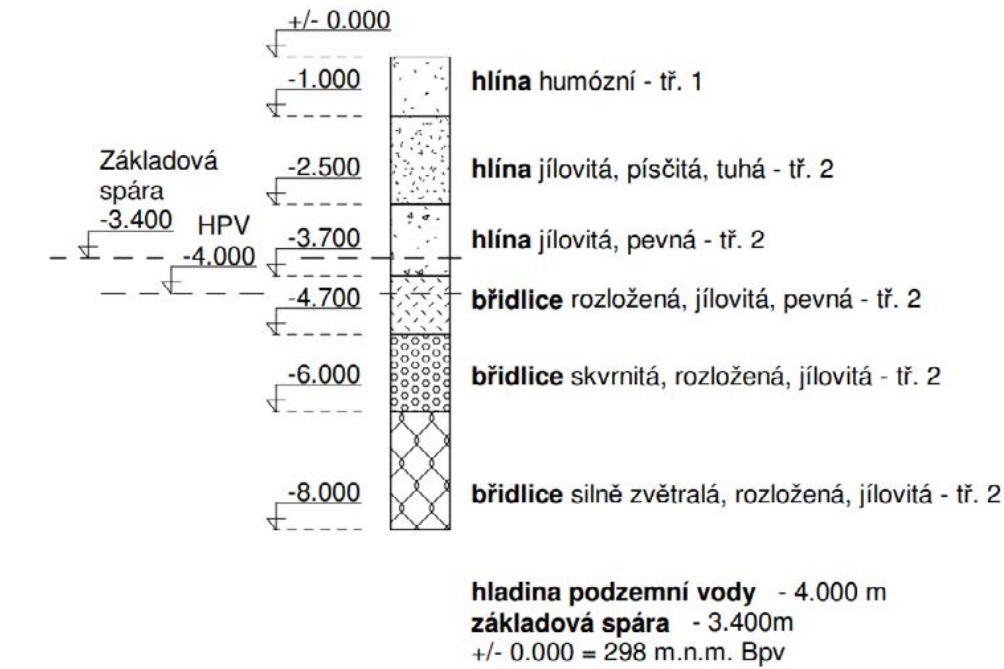 +/- 0.000
-1.000 hlína humózní - tř. 1
Základová
spára
-3.400
HPV
-4.000
-2.500 hlína jílovitá, písčitá, tuhá - tř. 2
-3.700 hlína jílovitá, pevná - tř. 2
-4.700 břidlice rozložená, jílovitá, pevná - tř. 2
-6.000 břidlice skvrnitá, rozložená, jílovitá - tř. 2
-8.000 břidlice silně zvětralá, rozložená, jílovitá - tř. 2
hladina podzemní vody - 4.000 m
základová spára - 3.400m
+/- 0.000 = 298 m.n.m. Bpv